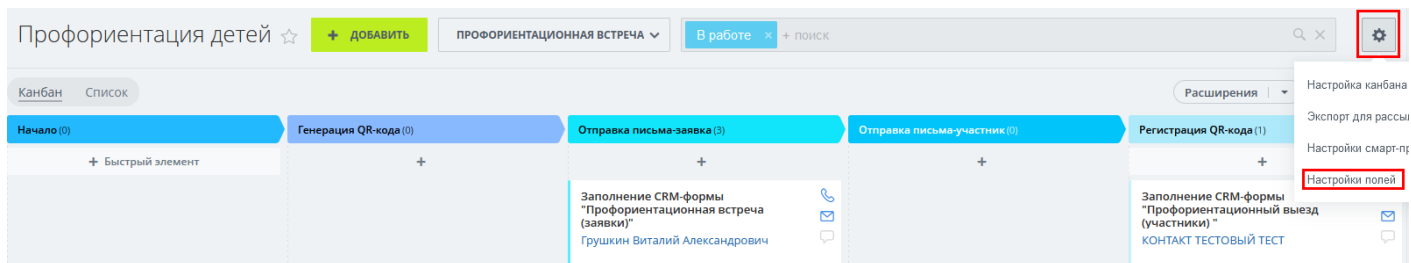 Профориентация детей + ДОБАВИТЬ ПРОФОРИЕНТАЦИОННАЯ ВСТРЕЧА В работе × + поиск
Канбан Список Расширения
Настройка канбана
Экспорт для рассы
Настройки смарт-пр
Настройки полей
Начало (0) Генерация QR-кода (0) Отправка письма-заявка (3) Отправка письма-участник (0) Регистрация QR-кода (1)
+ Быстрый элемент + + + +
Заполнение CRM-формы
"Профориентационная встреча
(заявки)"
Грушкин Виталий Александрович
Заполнение CRM-формы
"Профориентационный выезд
(участники) "
КОНТАКТ ТЕСТОВЫЙ ТЕСТ